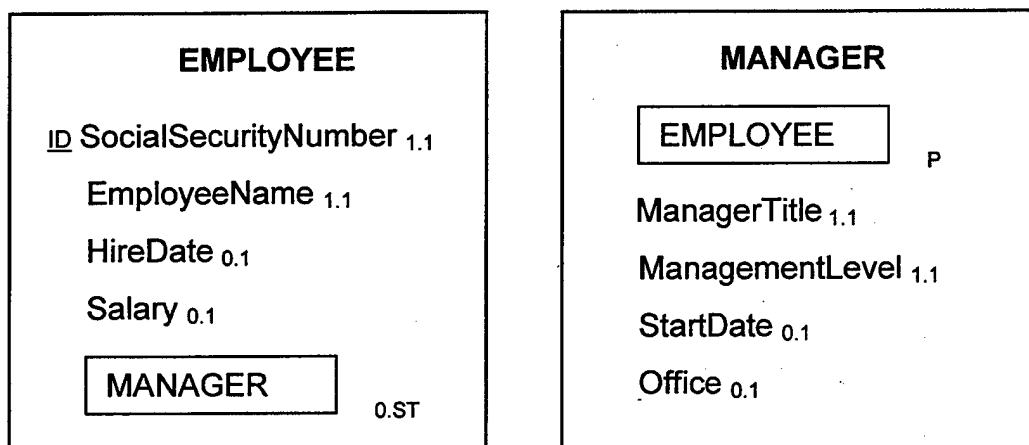 EMPLOYEE
ID SocialSecurityNumber 1.1
EmployeeName 1.1
HireDate 0.1
Salary 0.1
MANAGER 0.ST
MANAGER
EMPLOYEE P
ManagerTitle 1.1
ManagementLevel 1.1
StartDate 0.1
Office 0.1